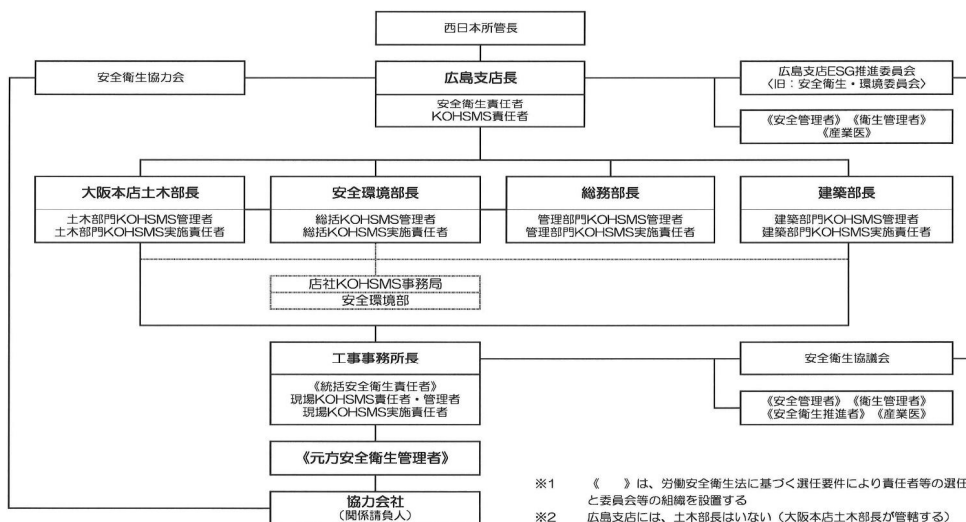 西日本所管長
安全衛生協力会
広島支店長
安全衛生責任者
KOHSMS責任者
広島支店ESG推進委員会
〈旧：安全衛生・環境委員会〉
《安全管理者》《衛生管理者》
《産業医》
大阪本店土木部長
土木部門KOHSMS管理者
土木部門KOHSMS実施責任者
安全環境部長
総括KOHSMS管理者
総括KOHSMS実施責任者
総務部長
管理部門KOHSMS管理者
管理部門KOHSMS実施責任者
建築部長
建築部門KOHSMS管理者
建築部門KOHSMS実施責任者
店社KOHSMS事務局
安全環境部
工事事務所長
《統括安全衛生責任者》
現場KOHSMS責任者・管理者
現場KOHSMS実施責任者
安全衛生協議会
《安全管理者》《衛生管理者》
《安全衛生推進者》《産業医》
《元方安全衛生管理者》
協力会社
（関係請負人）
※1 《　　》は、労働安全衛生法に基づく選任要件により責任者等の選任
と委員会等の組織を設置する
※2 広島支店には、土木部長はいない（大阪本店土木部長が管轄する）